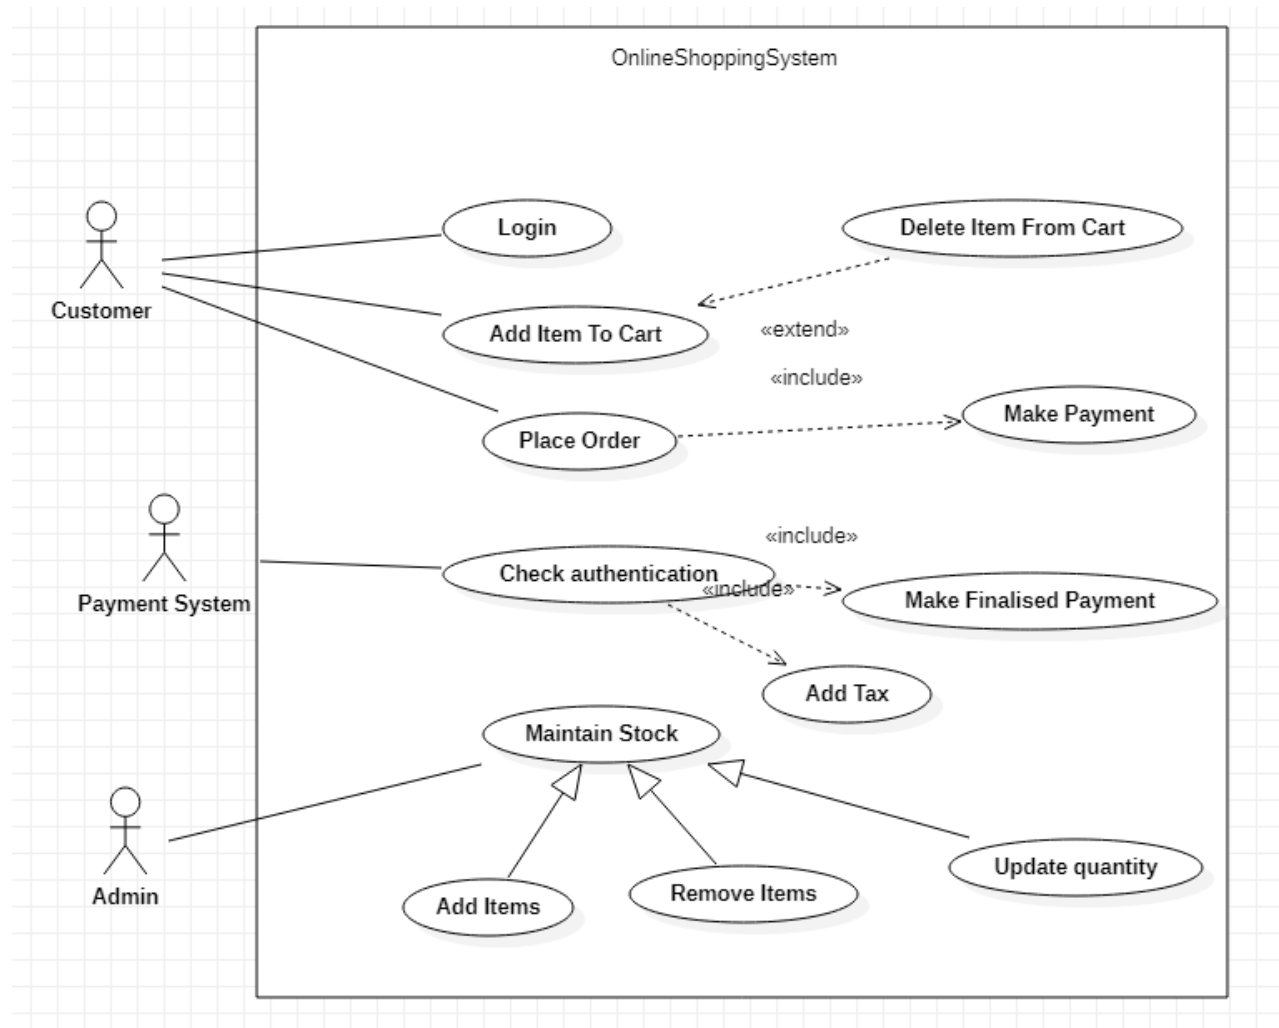 OnlineShoppingSystem
Login
Delete Item From Cart
Customer
Add Item To Cart
«extend»
«include»
Make Payment
Place Order
«include»
Check authentication
«include»
Make Finalised Payment
Payment System
Add Tax
Maintain Stock
Update quantity
Admin
Add Items
Remove Items